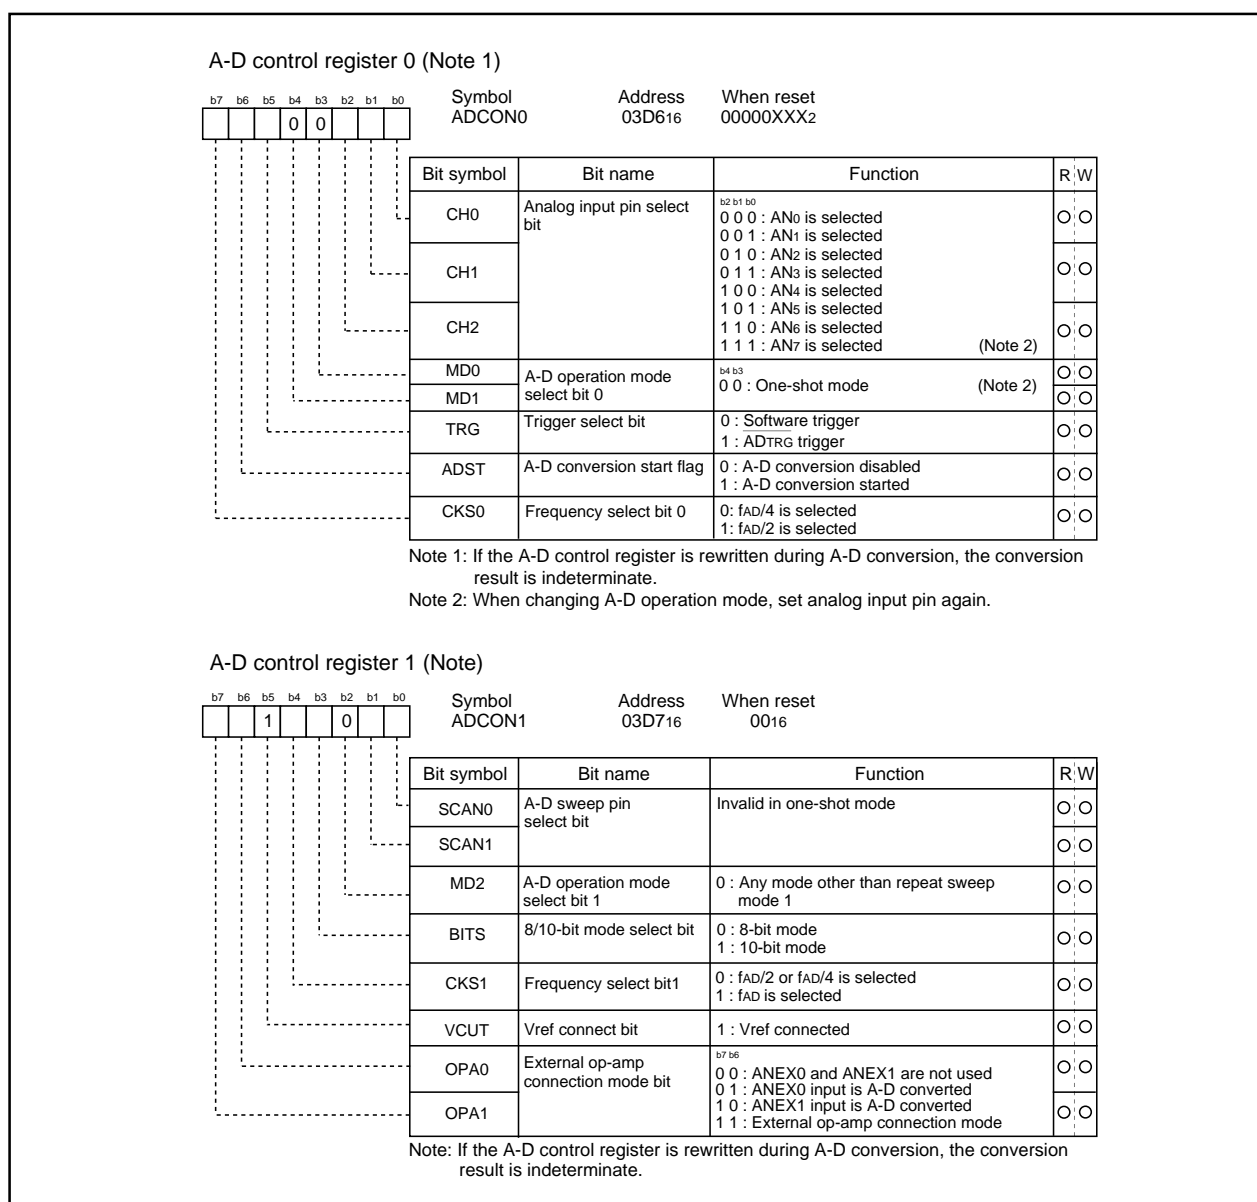 A-D control register 0 (Note 1)
b7 b6 b5 b4 b3 b2 b1 b0
0 0
Symbol Address When reset
ADCON0 03D616 00000XXX2
Bit symbol Bit name Function R W
CH0 Analog input pin select bit
CH1
CH2
b2 b1 b0
0 0 0 : AN0 is selected
0 0 1 : AN1 is selected
0 1 0 : AN2 is selected
0 1 1 : AN3 is selected
1 0 0 : AN4 is selected
1 0 1 : AN5 is selected
1 1 0 : AN6 is selected
1 1 1 : AN7 is selected (Note 2)
MD0
MD1
A-D operation mode
select bit 0
b4 b3
0 0 : One-shot mode (Note 2)
TRG Trigger select bit 0 : Software trigger
1 : ADTRG trigger
ADST A-D conversion start flag 0 : A-D conversion disabled
1 : A-D conversion started
CKS0 Frequency select bit 0 0: fAD/4 is selected
1: fAD/2 is selected
Note 1: If the A-D control register is rewritten during A-D conversion, the conversion
result is indeterminate.
Note 2: When changing A-D operation mode, set analog input pin again.
A-D control register 1 (Note)
b7 b6 b5 b4 b3 b2 b1 b0
1 0
Symbol Address When reset
ADCON1 03D716 0016
Bit symbol Bit name Function R W
SCAN0 A-D sweep pin
select bit
Invalid in one-shot mode
SCAN1
MD2 A-D operation mode
select bit 1
0 : Any mode other than repeat sweep
mode 1
BITS 8/10-bit mode select bit 0 : 8-bit mode
1 : 10-bit mode
CKS1 Frequency select bit1 0 : fAD/2 or fAD/4 is selected
1 : fAD is selected
VCUT Vref connect bit 1 : Vref connected
OPA0 External op-amp
connection mode bit
OPA1
b7 b6
0 0 : ANEX0 and ANEX1 are not used
0 1 : ANEX0 input is A-D converted
1 0 : ANEX1 input is A-D converted
1 1 : External op-amp connection mode
Note: If the A-D control register is rewritten during A-D conversion, the conversion
result is indeterminate.